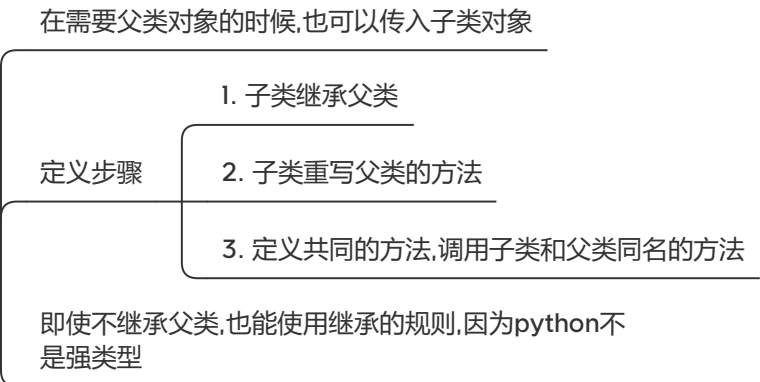 在需要父类对象的时候,也可以传入子类对象
1. 子类继承父类
定义步骤
2. 子类重写父类的方法
3. 定义共同的方法,调用子类和父类同名的方法
即使不继承父类,也能使用继承的规则,因为python不
是强类型